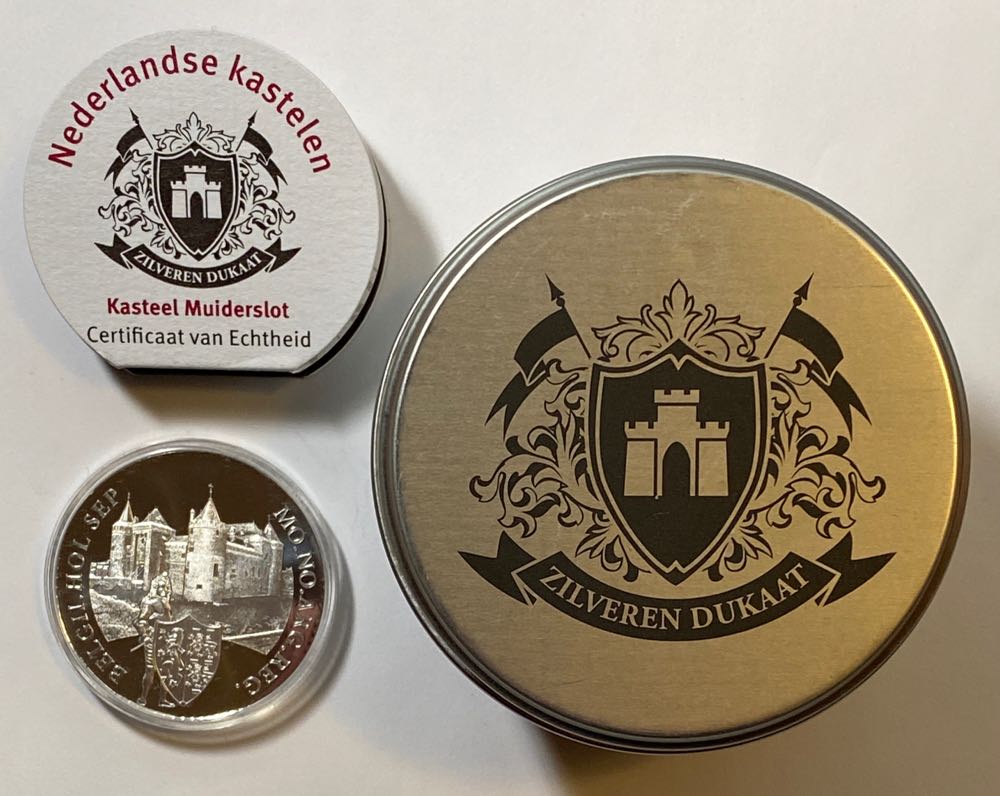 Nederlandse kastelen
ZILVEREN DUKAAT
Kasteel Muiderslot
Certificaat van Echtheid
ZILVEREN DUKAAT
MO.NO.ARG.REG.
BELGII.HOL SEP